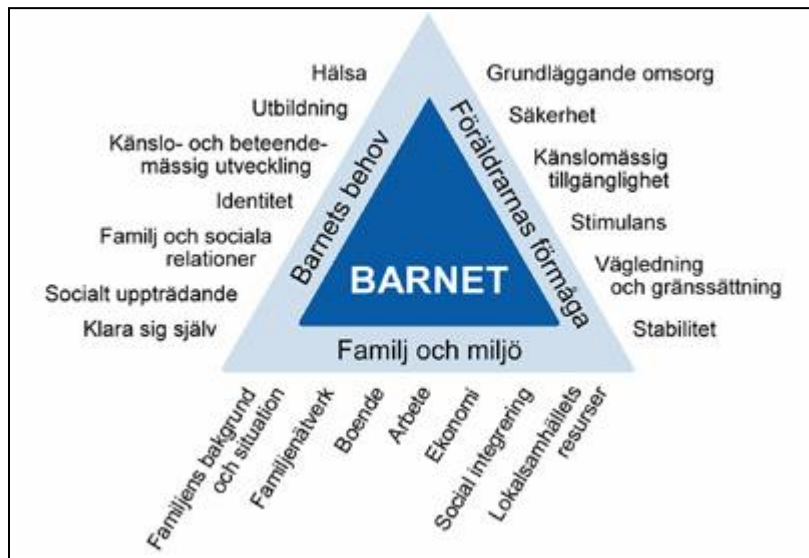 Hälsa
Utbildning
Känslo- och beteende-
mässig utveckling
Identitet
Familj och sociala
relationer
Socialt uppträdande
Klara sig själv
Barnets behov
BARNET
Föräldrarnas förmåga
Grundläggande omsorg
Säkerhet
Känslomässig
tillgänglighet
Stimulans
Vägledning
och gränssättning
Stabilitet
Familj och miljö
Familjens bakgrund
och situation
Familjenätverk
Boende
Arbete
Ekonomi
Social integrering
Lokalsamhällets
resurser